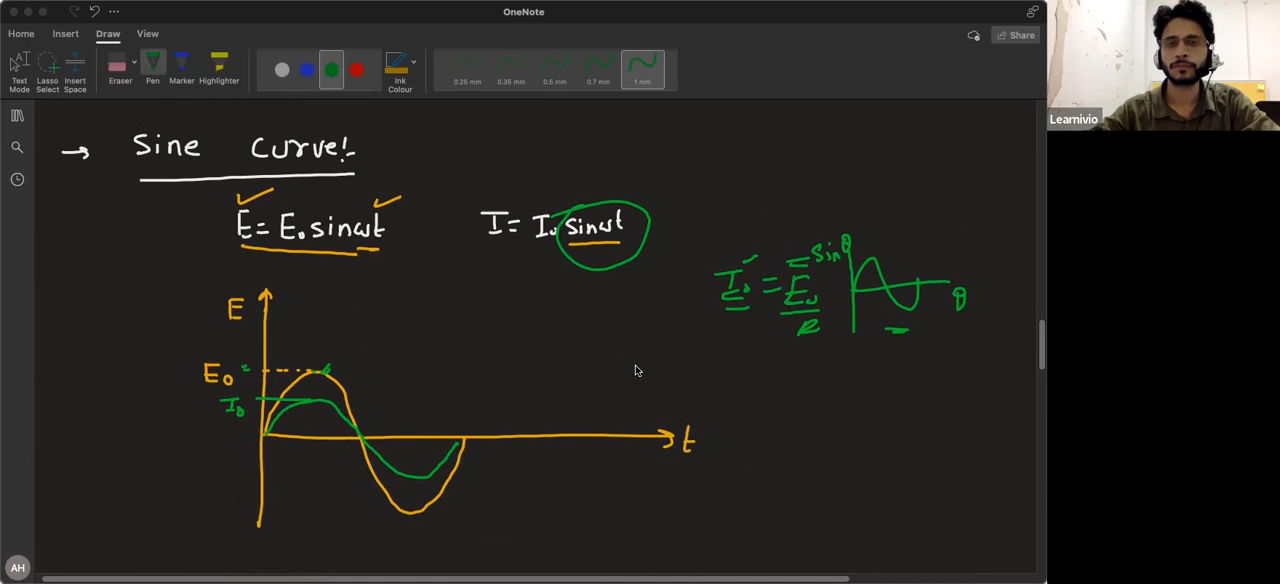 OneNote
Home Insert Draw View
Share
Text Mode Lasso Select Insert Space Eraser Pen Marker Highlighter Ink Colour 0.25 mm 0.35 mm 0.5 mm 0.7 mm 1 mm
Learnivio
→ Sine Curve:-
E = E₀ sinωt I = I₀ sinωt
I₀ = E₀/R
sinθ
θ
E
E₀
I₀
t
AH